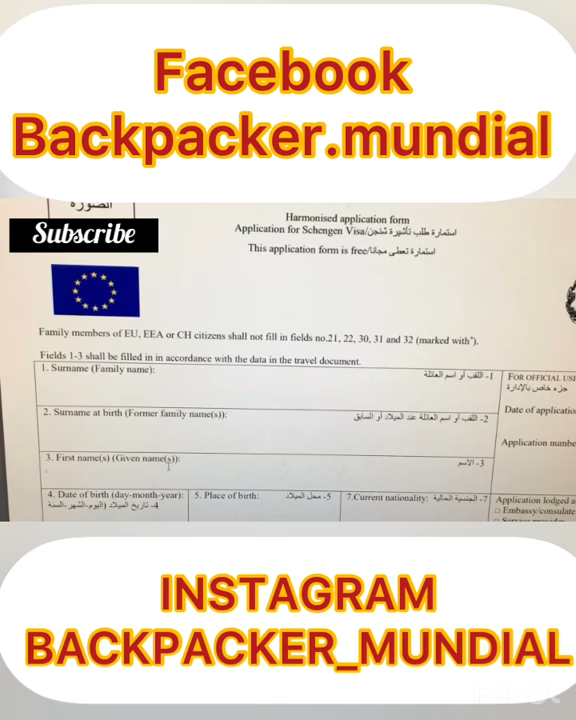 Facebook
Backpacker.mundial
الصورة
Subscribe
Harmonised application form
Application for Schengen Visa/استمارة طلب تأشيرة شنجن
This application form is free/استمارة تعطى مجانا
Family members of EU, EEA or CH citizens shall not fill in fields no.21, 22, 30, 31 and 32 (marked with*).
Fields 1-3 shall be filled in in accordance with the data in the travel document.
1. Surname (Family name): 1- اللقب أو اسم العائلة
FOR OFFICIAL USE
جزء خاص بالإدارة
2. Surname at birth (Former family name(s)): 2- اللقب أو اسم العائلة عند الميلاد أو السابق
Date of applicatio
Application numbe
3. First name(s) (Given name(s)): 3- الاسم
4. Date of birth (day-month-year): 5. Place of birth: 5- محل الميلاد 7.Current nationality: 7- الجنسية الحالية
4- تاريخ الميلاد (اليوم-الشهر-السنة
Application lodged a
□ Embassy/consulate
INSTAGRAM
BACKPACKER_MUNDIAL